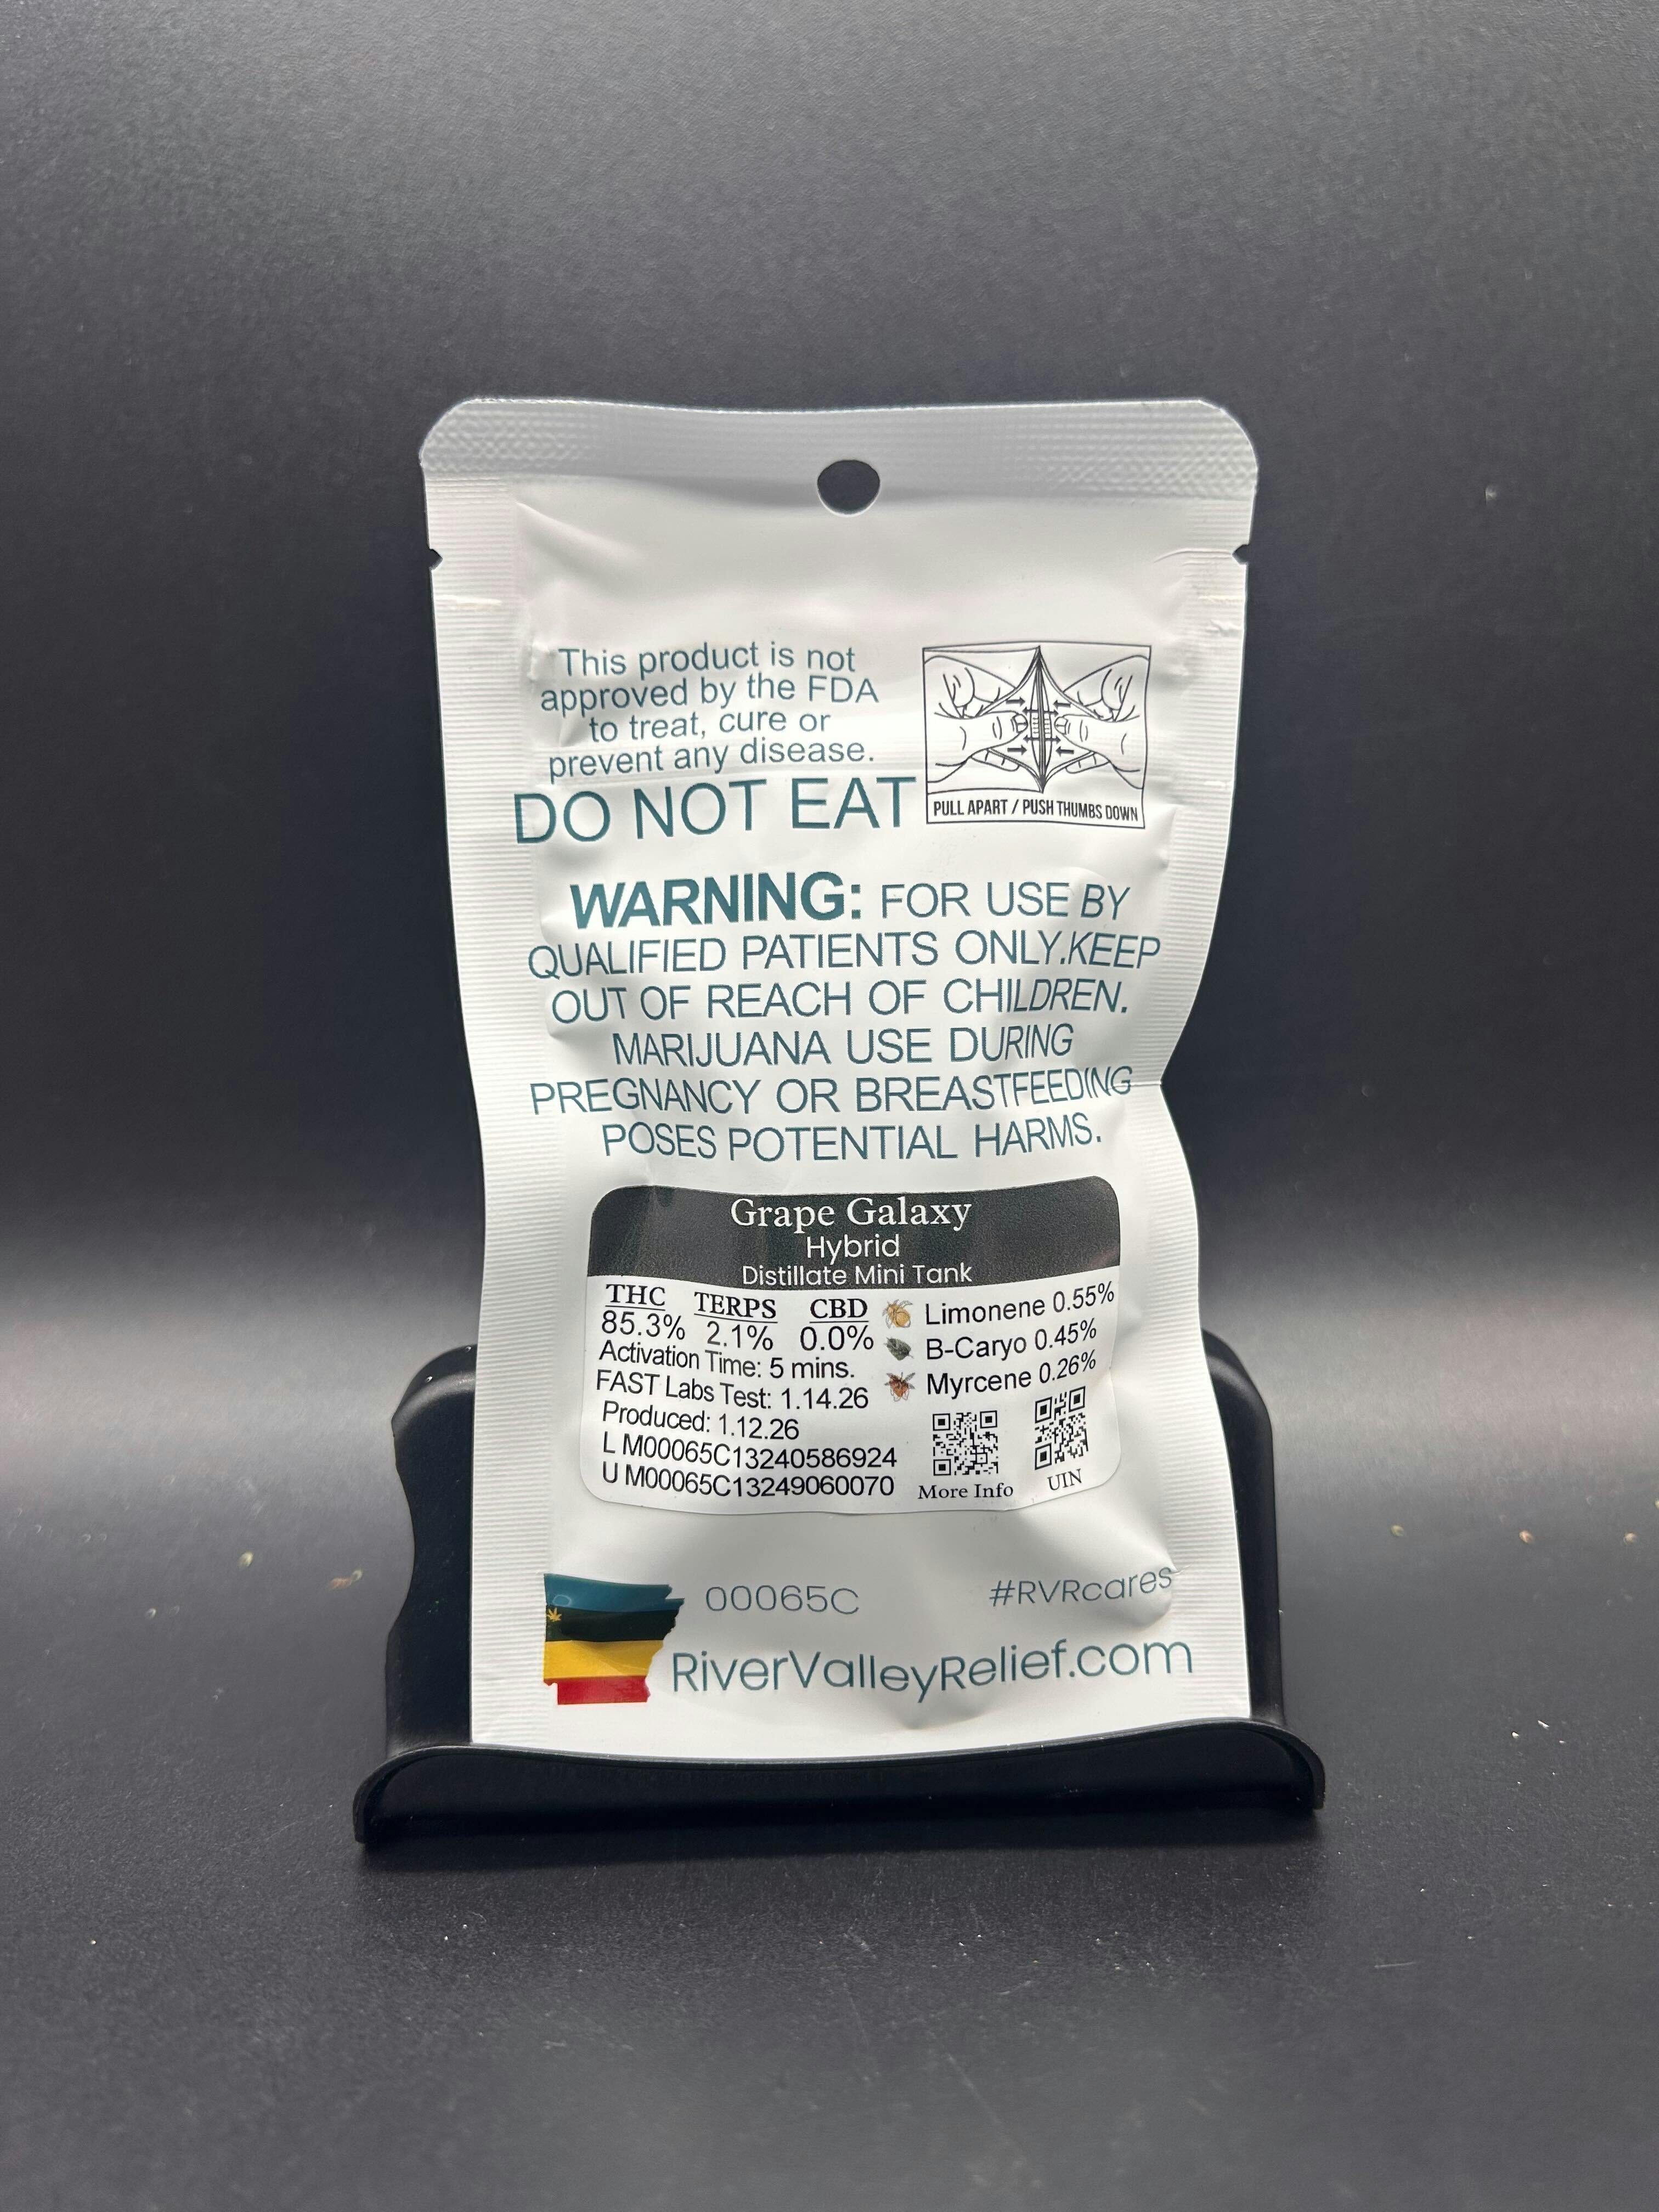 This product is not
approved by the FDA
to treat, cure or
prevent any disease.
DO NOT EAT
PULL APART / PUSH THUMBS DOWN
WARNING: FOR USE BY
QUALIFIED PATIENTS ONLY.KEEP
OUT OF REACH OF CHILDREN.
MARIJUANA USE DURING
PREGNANCY OR BREASTFEEDING
POSES POTENTIAL HARMS.
Grape Galaxy
Hybrid
Distillate Mini Tank
THC TERPS CBD
85.3% 2.1% 0.0%
Activation Time: 5 mins.
FAST Labs Test: 1.14.26
Produced: 1.12.26
L M00065C13240586924
U M00065C13249060070
Limonene 0.55%
B-Caryo 0.45%
Myrcene 0.26%
More Info
UIN
00065C
#RVRcares
RiverValleyRelief.com